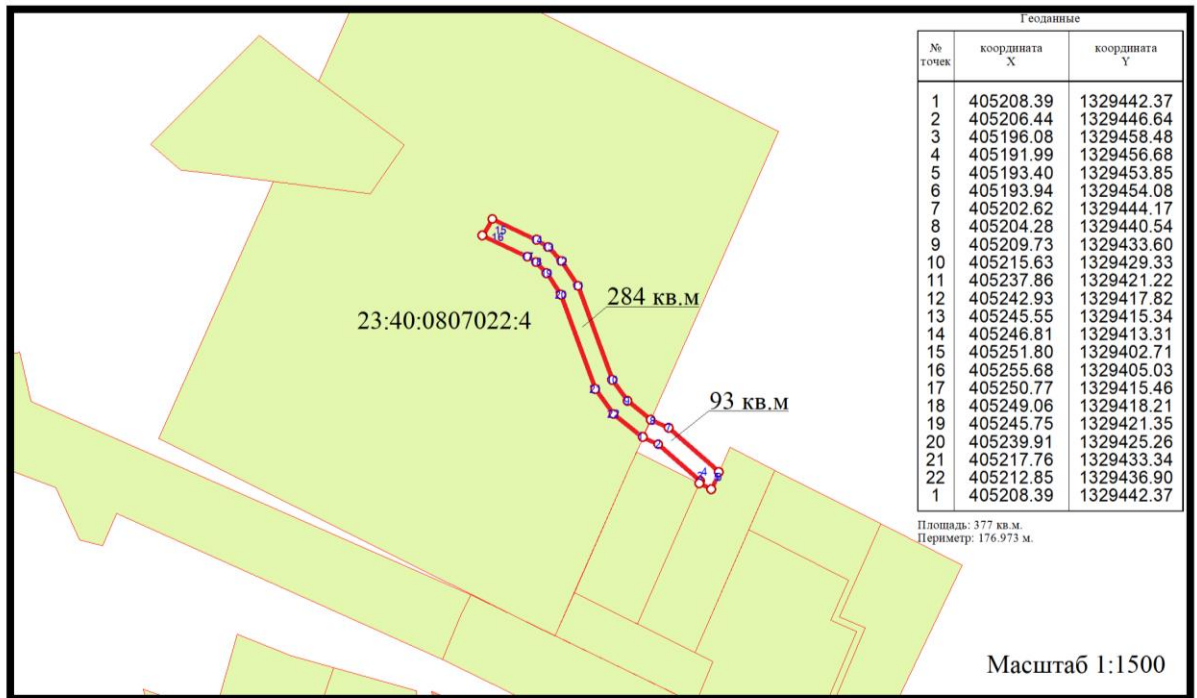 Геоданные
№ точек координата X координата Y
1 405208.39 1329442.37
2 405206.44 1329446.64
3 405196.08 1329458.48
4 405191.99 1329456.68
5 405193.40 1329453.85
6 405193.94 1329454.08
7 405202.62 1329444.17
8 405204.28 1329440.54
9 405209.73 1329433.60
10 405215.63 1329429.33
11 405237.86 1329421.22
12 405242.93 1329417.82
13 405245.55 1329415.34
14 405246.81 1329413.31
15 405251.80 1329402.71
16 405255.68 1329405.03
17 405250.77 1329415.46
18 405249.06 1329418.21
19 405245.75 1329421.35
20 405239.91 1329425.26
21 405217.76 1329433.34
22 405212.85 1329436.90
1 405208.39 1329442.37
Площадь: 377 кв.м.
Периметр: 176.973 м.
15
16
20
284 кв.м
23:40:0807022:4
93 кв.м
7
2
4
Масштаб 1:1500